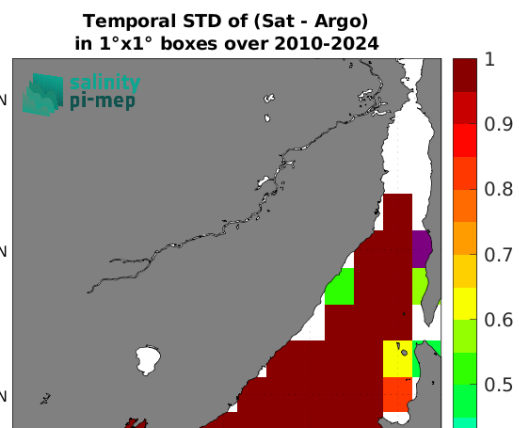 Temporal STD of (Sat - Argo)
in 1°x1° boxes over 2010-2024
salinity
pi-mep
N
N
N
1
0.9
0.8
0.7
0.6
0.5